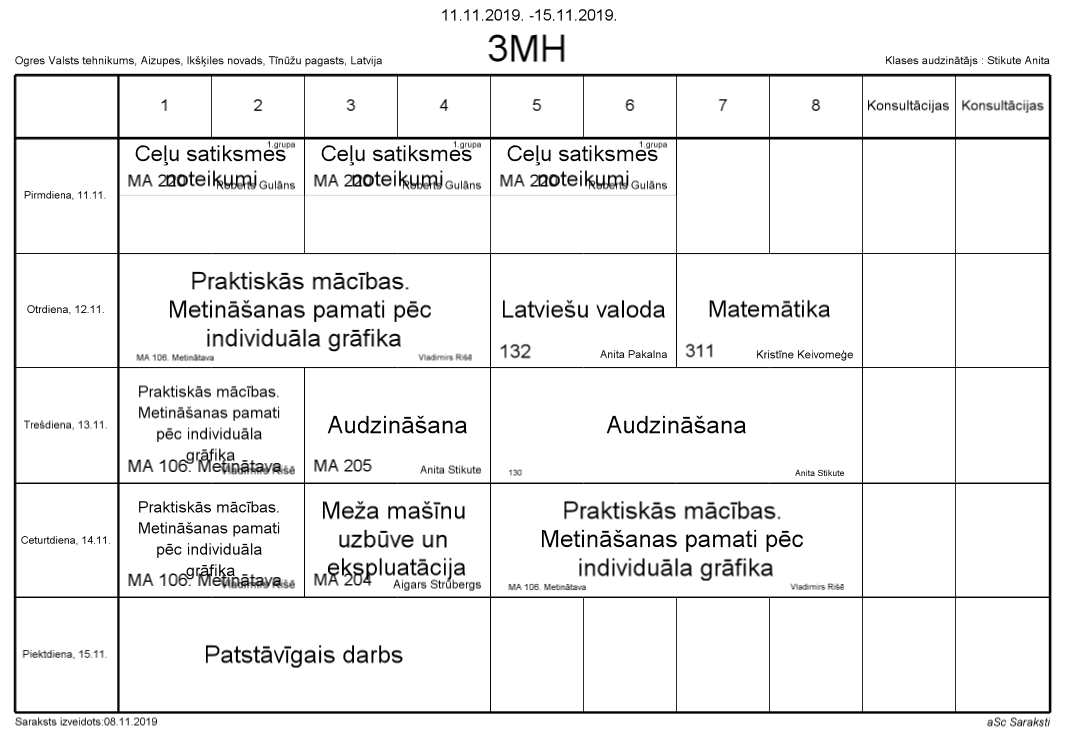 11.11.2019. -15.11.2019.
3MH
Ogres Valsts tehnikums, Aizupes, Ikšķiles novads, Tīnūžu pagasts, Latvija
Klases audzinātājs : Stikute Anita
1 2 3 4 5 6 7 8 Konsultācijas Konsultācijas
Pirmdiena, 11.11.
1.grupa
Ceļu satiksmes
noteikumi
MA 220 Roberts Gulāns
1.grupa
Ceļu satiksmes
noteikumi
MA 220 Roberts Gulāns
1.grupa
Ceļu satiksmes
noteikumi
MA 220 Roberts Gulāns
Otrdiena, 12.11.
Praktiskās mācības.
Metināšanas pamati pēc
individuāla grāfika
MA 106. Metinātava Vladimirs Rišē
Latviešu valoda
132 Anita Pakalna
Matemātika
311 Kristīne Keivomeģe
Trešdiena, 13.11.
Praktiskās mācības.
Metināšanas pamati
pēc individuāla
grāfika
MA 106. Metinātava Vladimirs Rišē
Audzināšana
MA 205 Anita Stikute
Audzināšana
130 Anita Stikute
Ceturtdiena, 14.11.
Praktiskās mācības.
Metināšanas pamati
pēc individuāla
grāfika
MA 106. Metinātava Vladimirs Rišē
Meža mašīnu
uzbūve un
ekspluatācija
MA 204 Aigars Strūbergs
Praktiskās mācības.
Metināšanas pamati pēc
individuāla grāfika
MA 106. Metinātava Vladimirs Rišē
Piektdiena, 15.11.
Patstāvīgais darbs
Saraksts izveidots:08.11.2019
aSc Saraksti